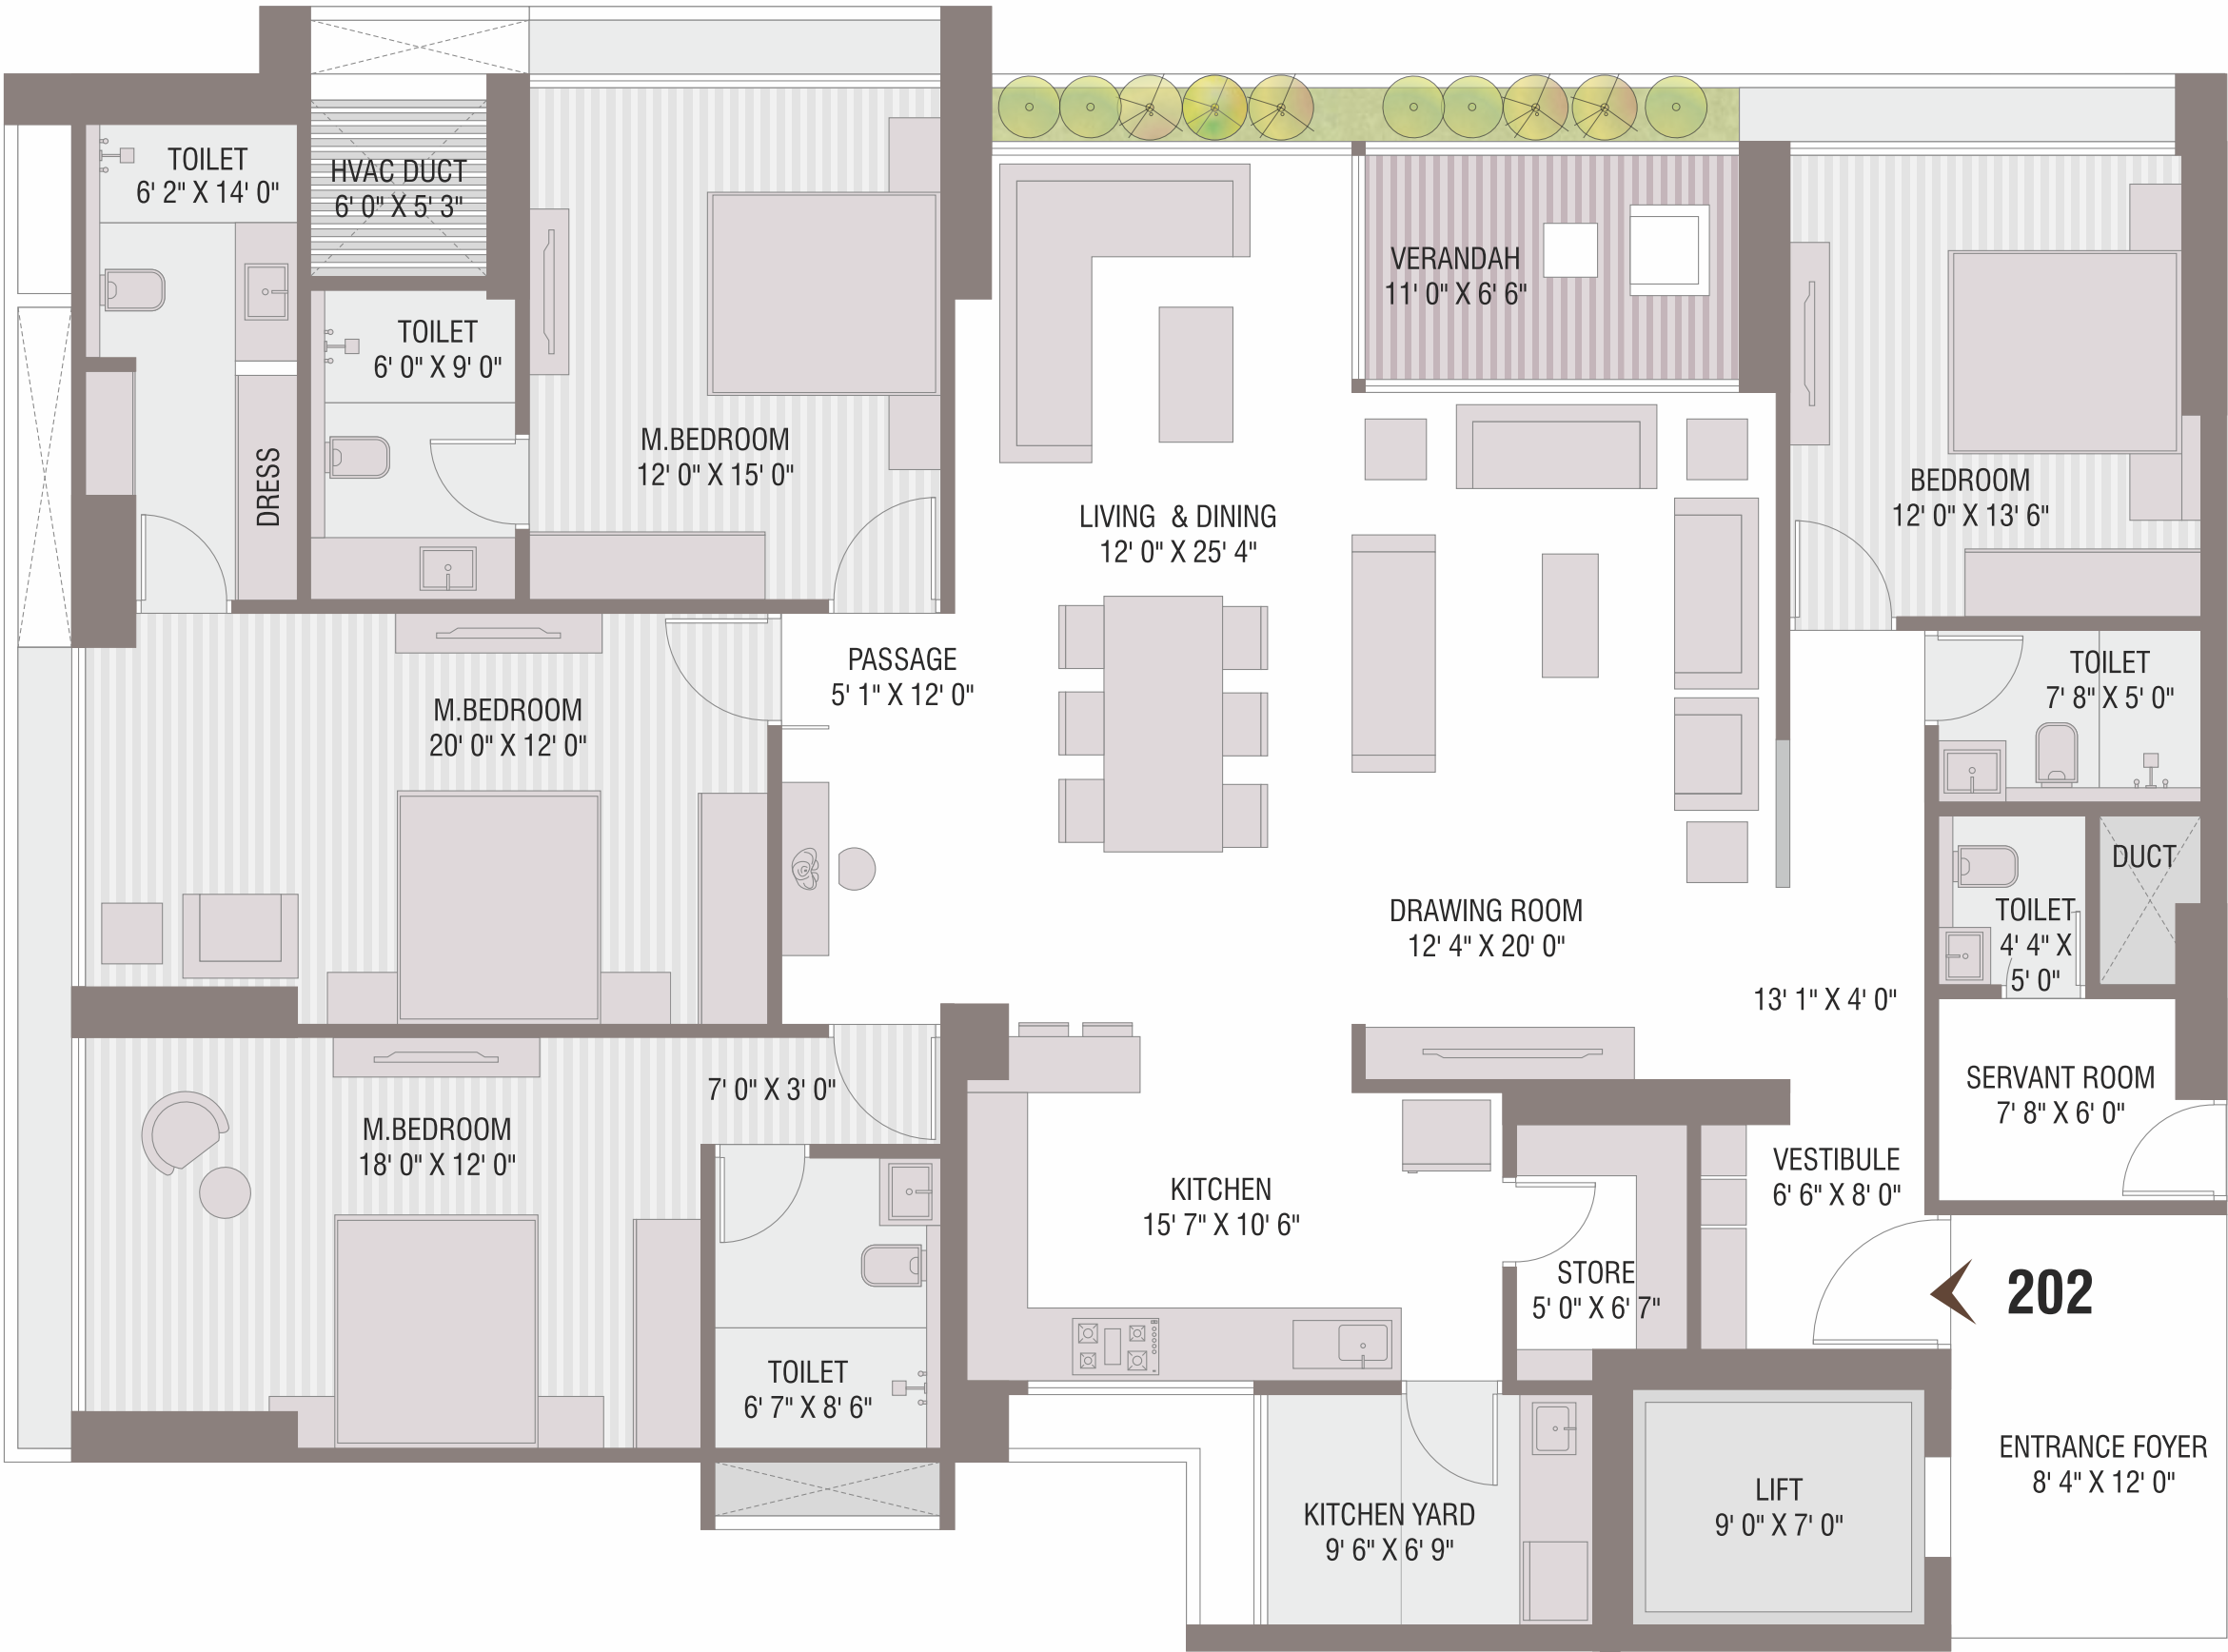 TOILET
6' 2" X 14' 0"
HVAC DUCT
6' 0" X 5' 3"
TOILET
6' 0" X 9' 0"
DRESS
M.BEDROOM
12' 0" X 15' 0"
VERANDAH
11' 0" X 6' 6"
LIVING & DINING
12' 0" X 25' 4"
BEDROOM
12' 0" X 13' 6"
PASSAGE
5' 1" X 12' 0"
M.BEDROOM
20' 0" X 12' 0"
TOILET
7' 8" X 5' 0"
DUCT
TOILET
4' 4" X
5' 0"
DRAWING ROOM
12' 4" X 20' 0"
13' 1" X 4' 0"
SERVANT ROOM
7' 8" X 6' 0"
7' 0" X 3' 0"
M.BEDROOM
18' 0" X 12' 0"
KITCHEN
15' 7" X 10' 6"
VESTIBULE
6' 6" X 8' 0"
STORE
5' 0" X 6' 7"
202
TOILET
6' 7" X 8' 6"
ENTRANCE FOYER
8' 4" X 12' 0"
KITCHEN YARD
9' 6" X 6' 9"
LIFT
9' 0" X 7' 0"